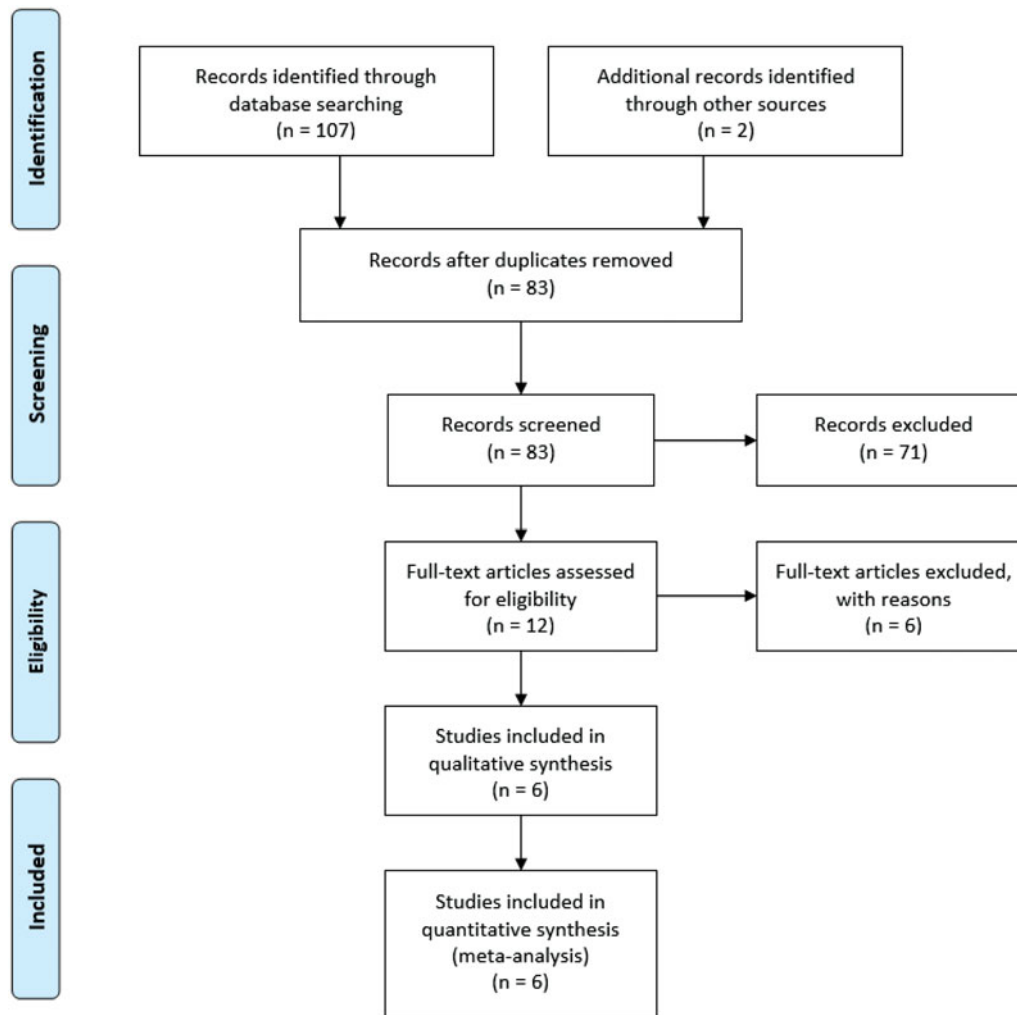 Identification
Records identified through
database searching
(n = 107)
Additional records identified
through other sources
(n = 2)
Records after duplicates removed
(n = 83)
Screening
Records screened
(n = 83)
Records excluded
(n = 71)
Eligibility
Full-text articles assessed
for eligibility
(n = 12)
Full-text articles excluded,
with reasons
(n = 6)
Studies included in
qualitative synthesis
(n = 6)
Included
Studies included in
quantitative synthesis
(meta-analysis)
(n = 6)